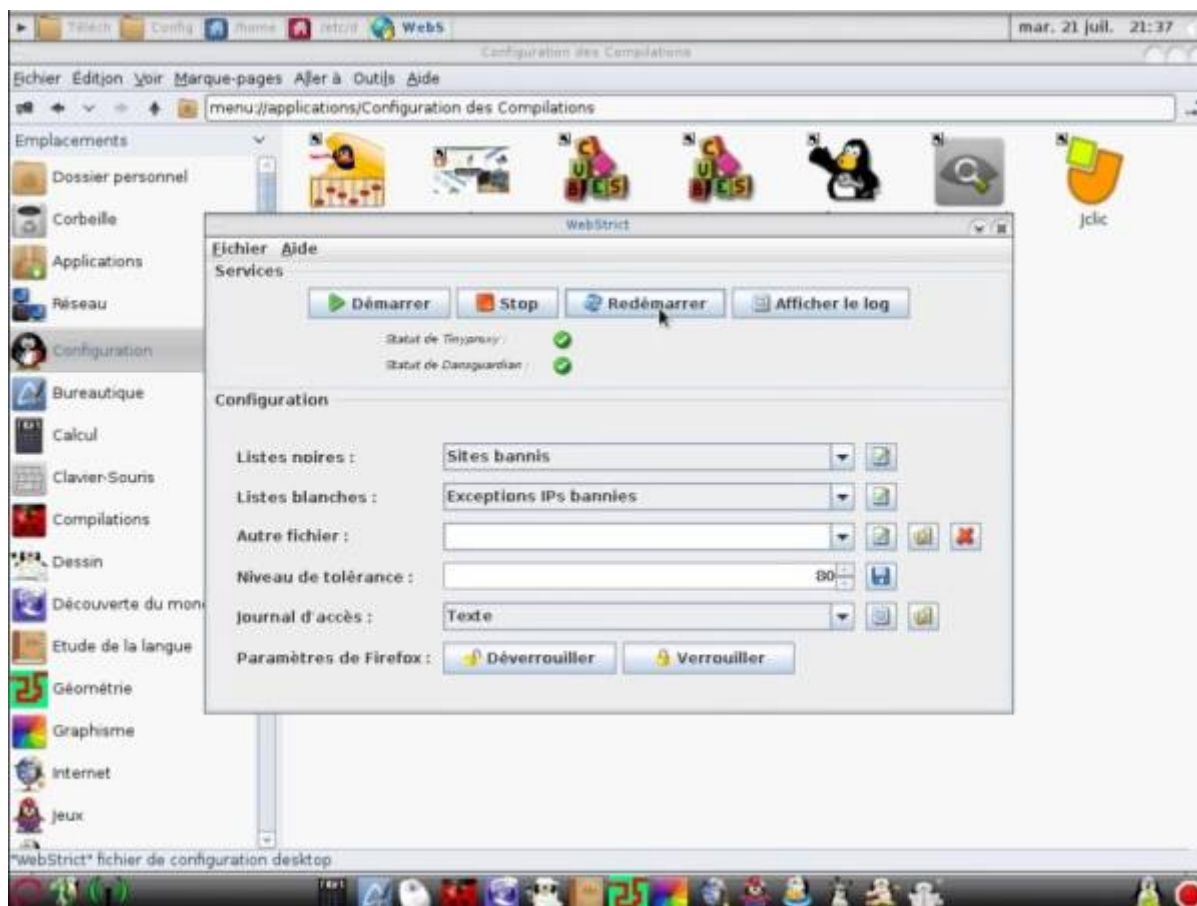 Config
/home
WebS
mar. 21 juil. 21:37
Configuration des Compilations
Fichier Édition Voir Marque-pages Aller à Outils Aide
menu://applications/Configuration des Compilations
Emplacements
Dossier personnel
Corbeille
Applications
Réseau
Configuration
Bureautique
Calcul
Clavier-Souris
Compilations
Dessin
Découverte du mon
Etude de la langue
Géométrie
Graphisme
Internet
Jeux
Jclic
WebStrict
Fichier Aide
Services
Démarrer Stop Redémarrer Afficher le log
Statut de Tinyproxy :
Statut de Dansguardian :
Configuration
Listes noires : Sites bannis
Listes blanches : Exceptions IPs bannies
Autre fichier :
Niveau de tolérance : 80
Journal d'accès : Texte
Paramètres de Firefox : Déverrouiller Verrouiller
"WebStrict" fichier de configuration desktop